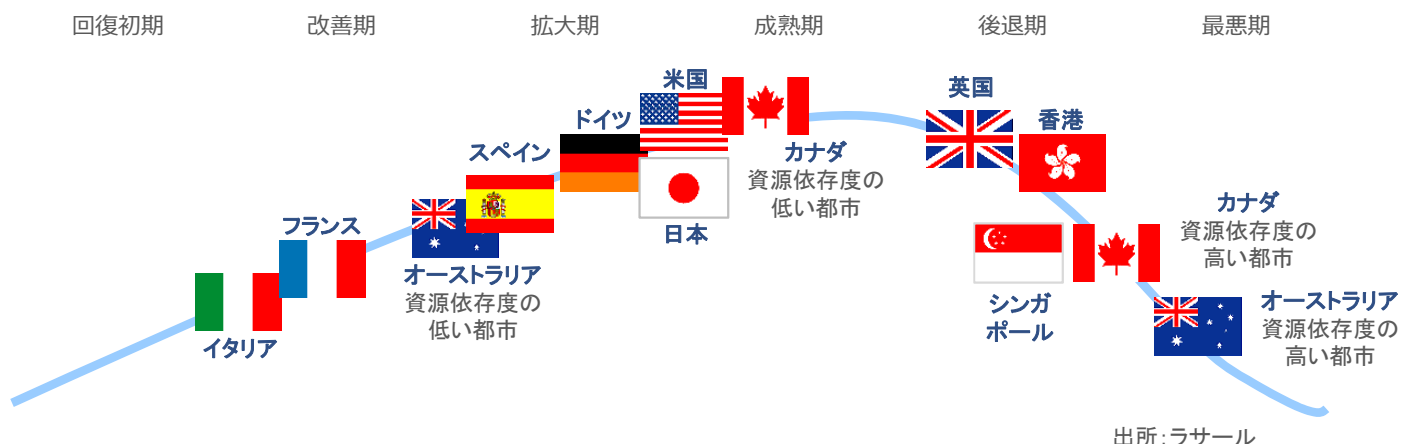 回復初期
改善期
拡大期
成熟期
後退期
最悪期
イタリア
フランス
オーストラリア
資源依存度の
低い都市
スペイン
ドイツ
米国
日本
カナダ
資源依存度の
低い都市
英国
香港
シンガ
ポール
カナダ
資源依存度の
高い都市
オーストラリア
資源依存度の
高い都市
出所:ラサール